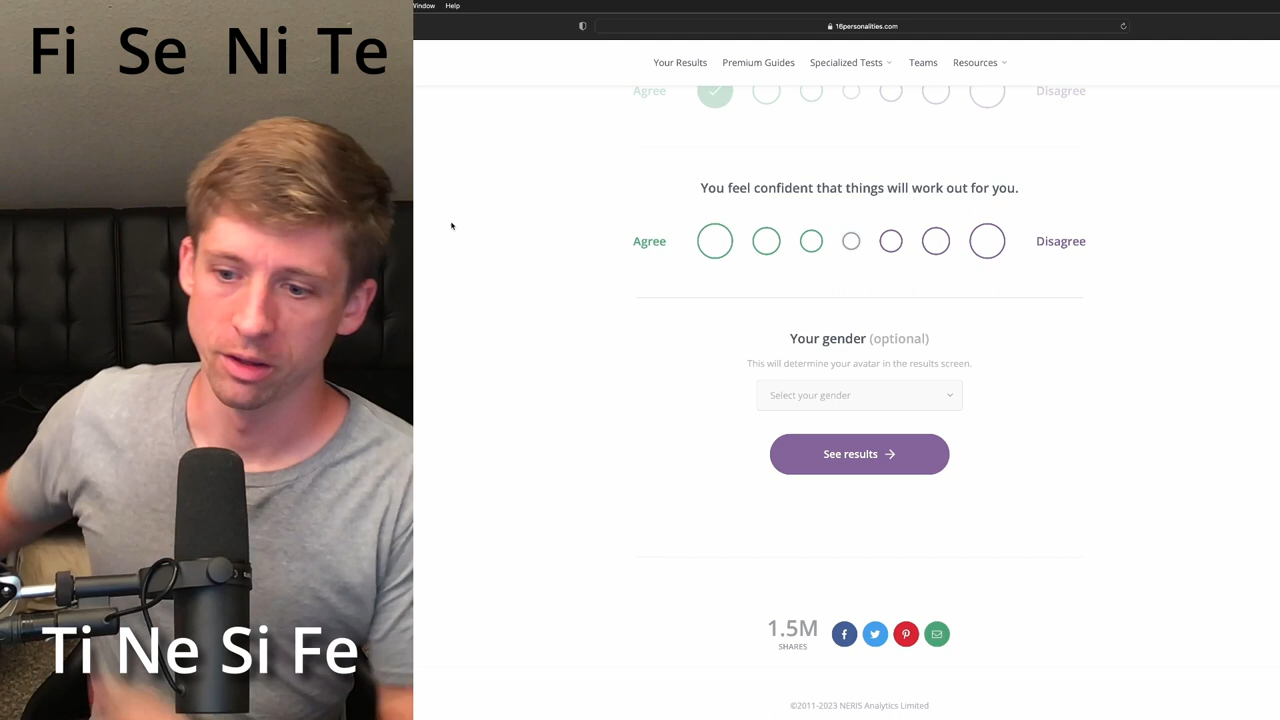 Window Help
16personalities.com
Your Results Premium Guides Specialized Tests Teams Resources
Agree Disagree
You feel confident that things will work out for you.
Agree Disagree
Your gender (optional)
This will determine your avatar in the results screen.
Select your gender
See results →
1.5M
SHARES
©2011-2023 NERIS Analytics Limited
Fi Se Ni Te
Ti Ne Si Fe